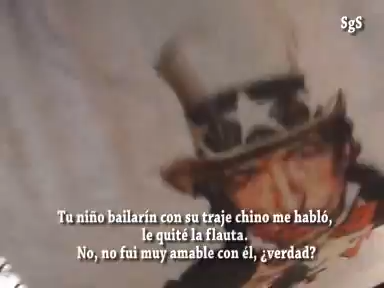 SgS
Tu niño bailarín con su traje chino me habló,
le quité la flauta.
No, no fui muy amable con él, ¿verdad?